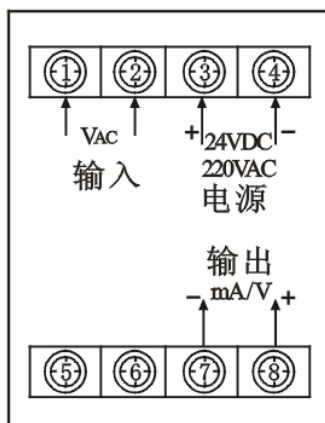 ① ② ③ ④
VAC
输入
+ 24VDC −
220VAC
电源
输出
− mA/V +
⑤ ⑥ ⑦ ⑧